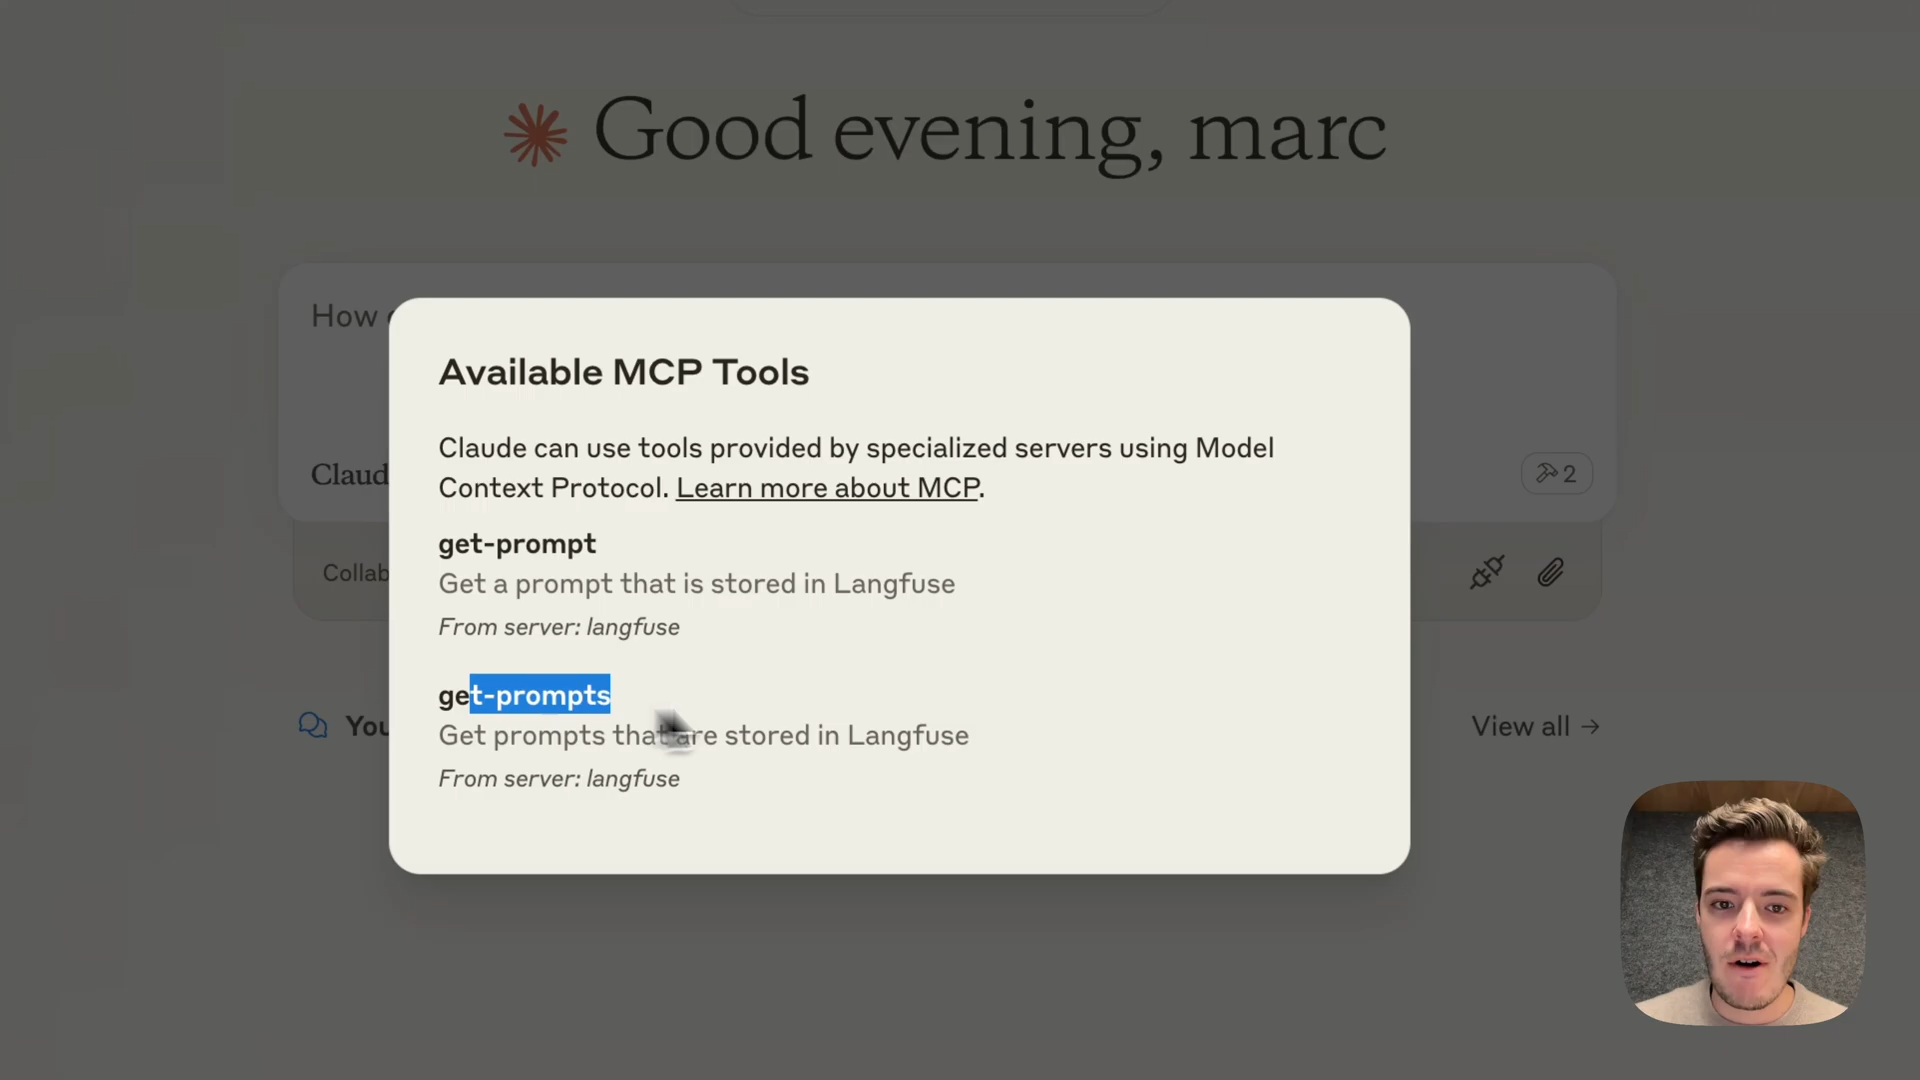 Good evening, marc
How
Available MCP Tools
Claude can use tools provided by specialized servers using Model
Context Protocol. Learn more about MCP.
Claud
2
get-prompt
Get a prompt that is stored in Langfuse
Collab
From server: langfuse
get-prompts
Get prompts that are stored in Langfuse
You
View all →
From server: langfuse